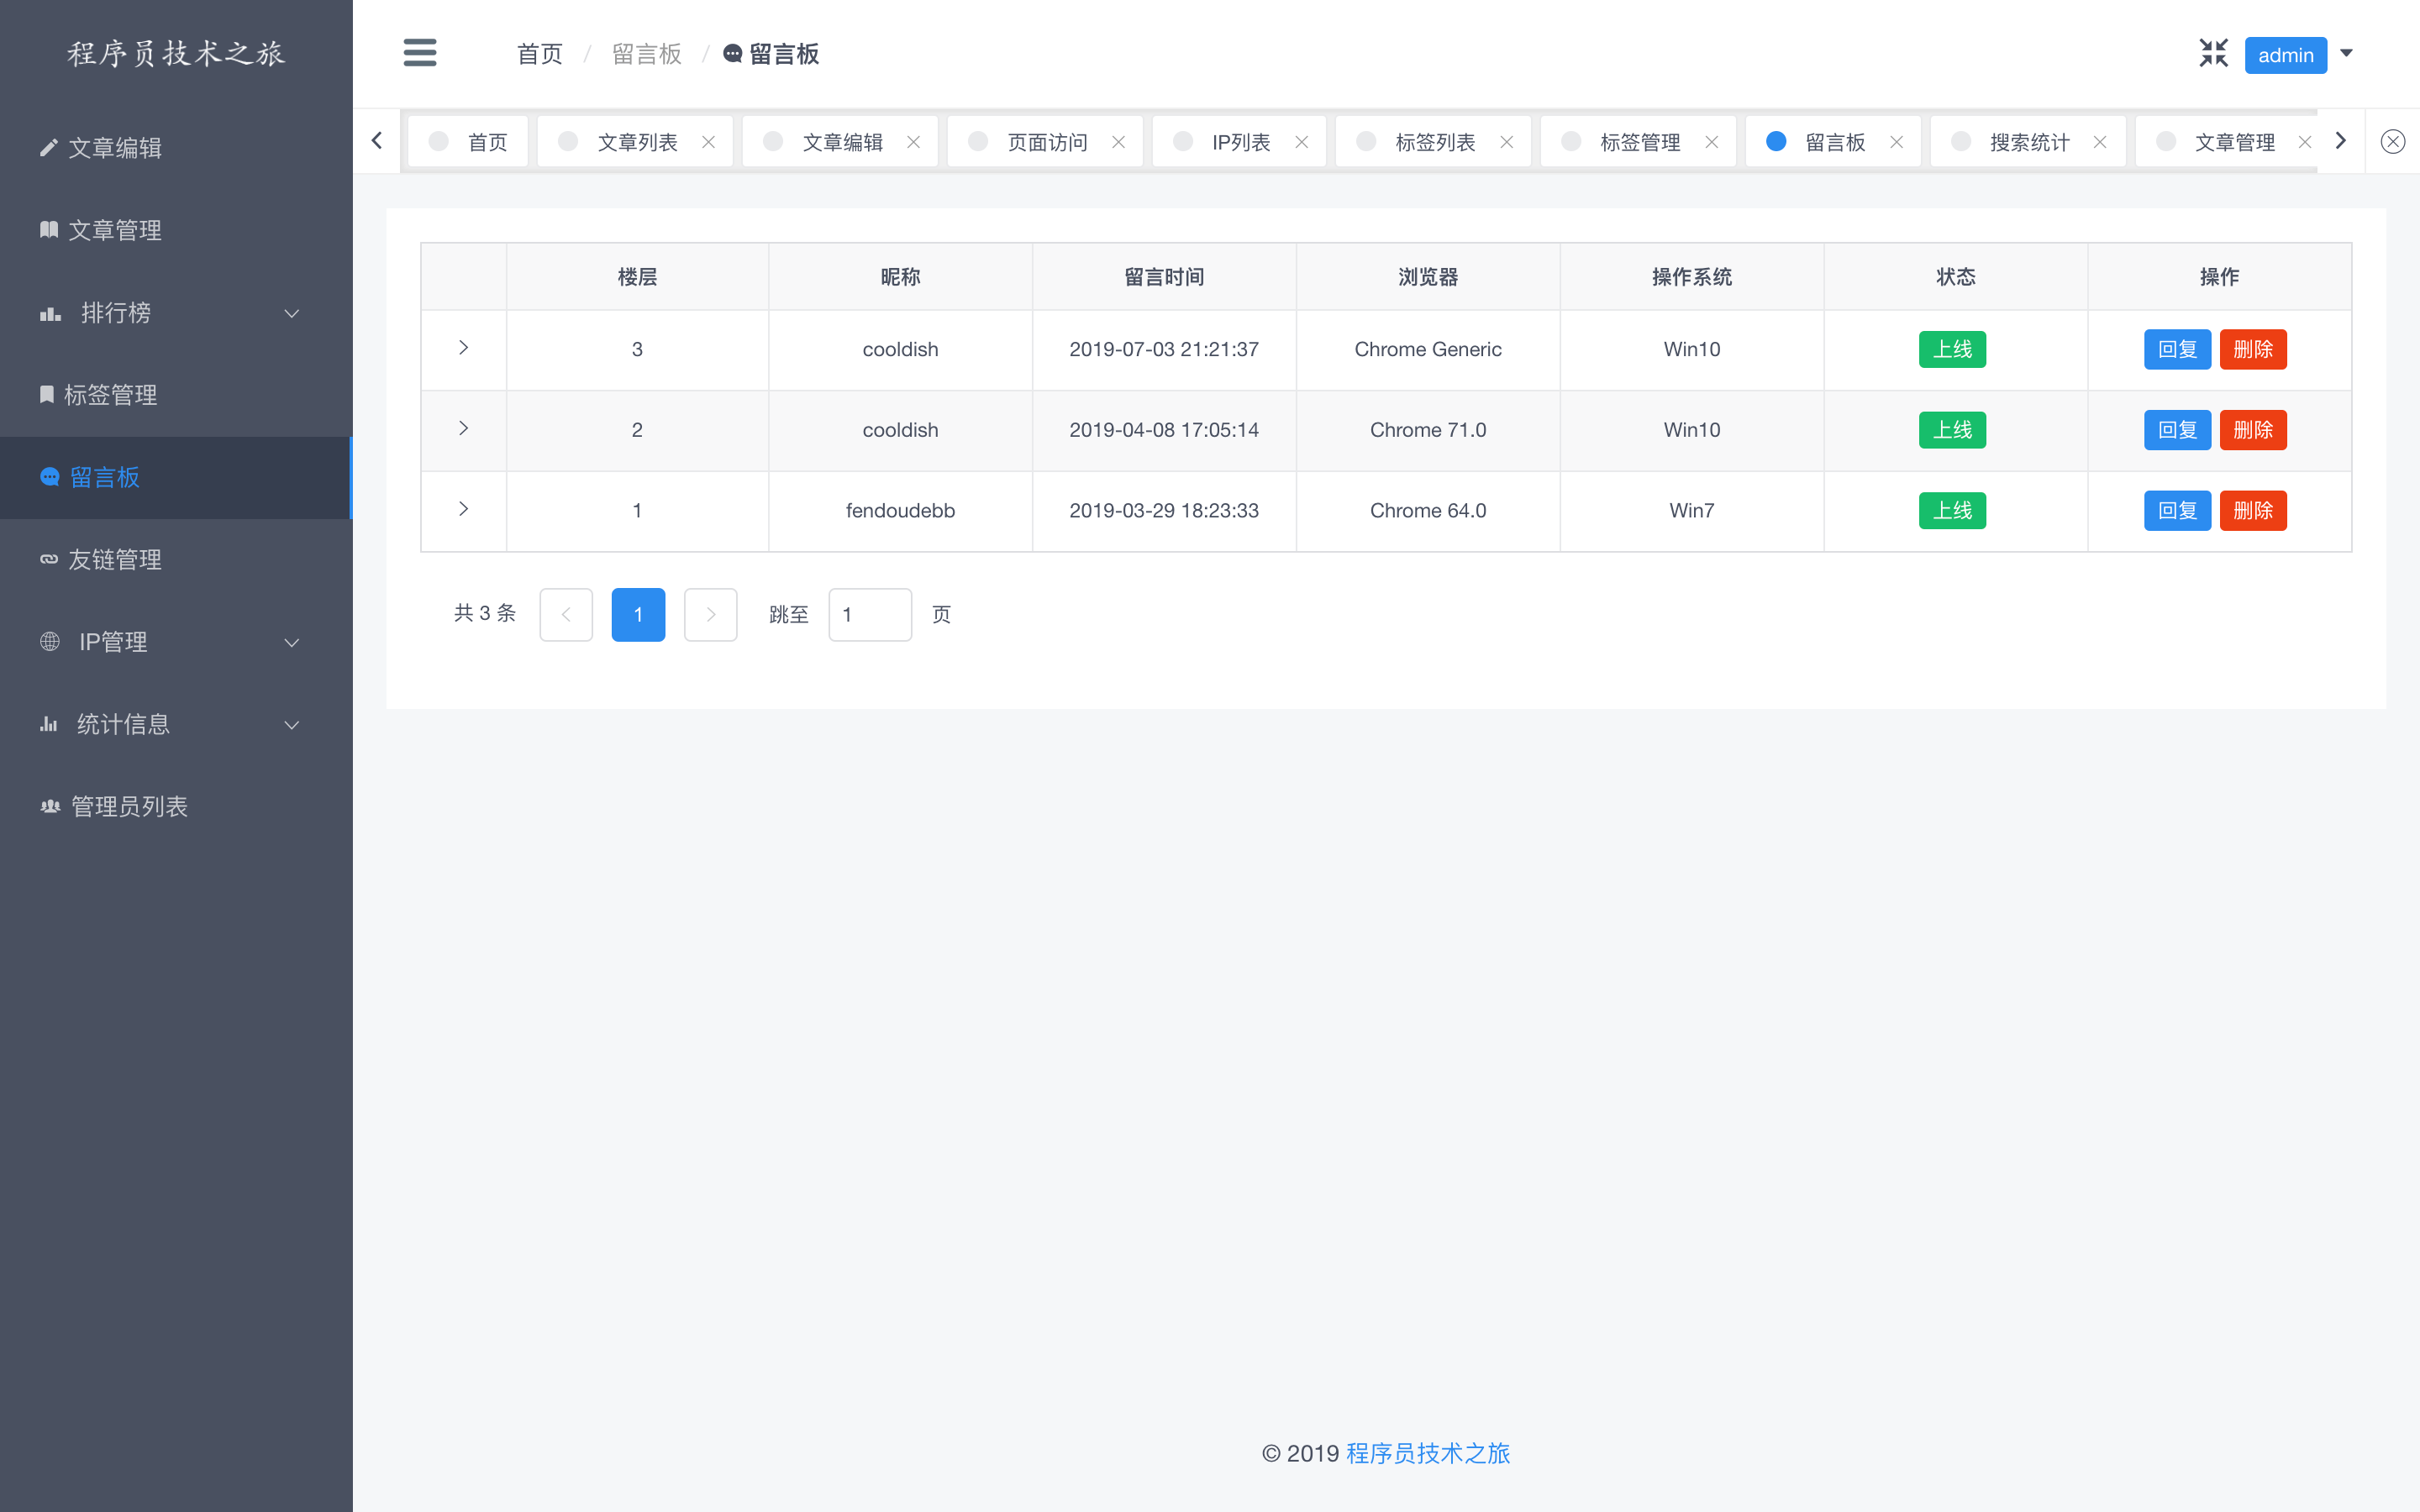 程序员技术之旅
文章编辑
文章管理
排行榜
标签管理
留言板
友链管理
IP管理
统计信息
管理员列表
首页 / 留言板 / 留言板
admin
首页 文章列表 文章编辑 页面访问 IP列表 标签列表 标签管理 留言板 搜索统计 文章管理
楼层 昵称 留言时间 浏览器 操作系统 状态 操作
3 cooldish 2019-07-03 21:21:37 Chrome Generic Win10 上线 回复 删除
2 cooldish 2019-04-08 17:05:14 Chrome 71.0 Win10 上线 回复 删除
1 fendoudebb 2019-03-29 18:23:33 Chrome 64.0 Win7 上线 回复 删除
共 3 条 1 跳至 1 页
© 2019 程序员技术之旅